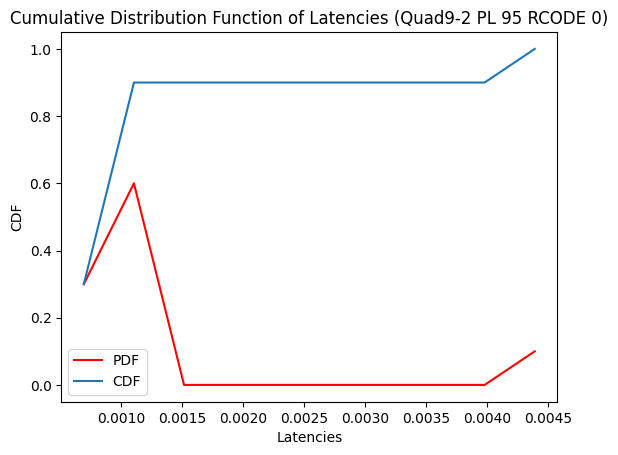 Cumulative Distribution Function of Latencies (Quad9-2 PL 95 RCODE 0)
1.0
0.8
0.6
0.4
0.2
0.0
CDF
PDF
CDF
0.0010 0.0015 0.0020 0.0025 0.0030 0.0035 0.0040 0.0045
Latencies